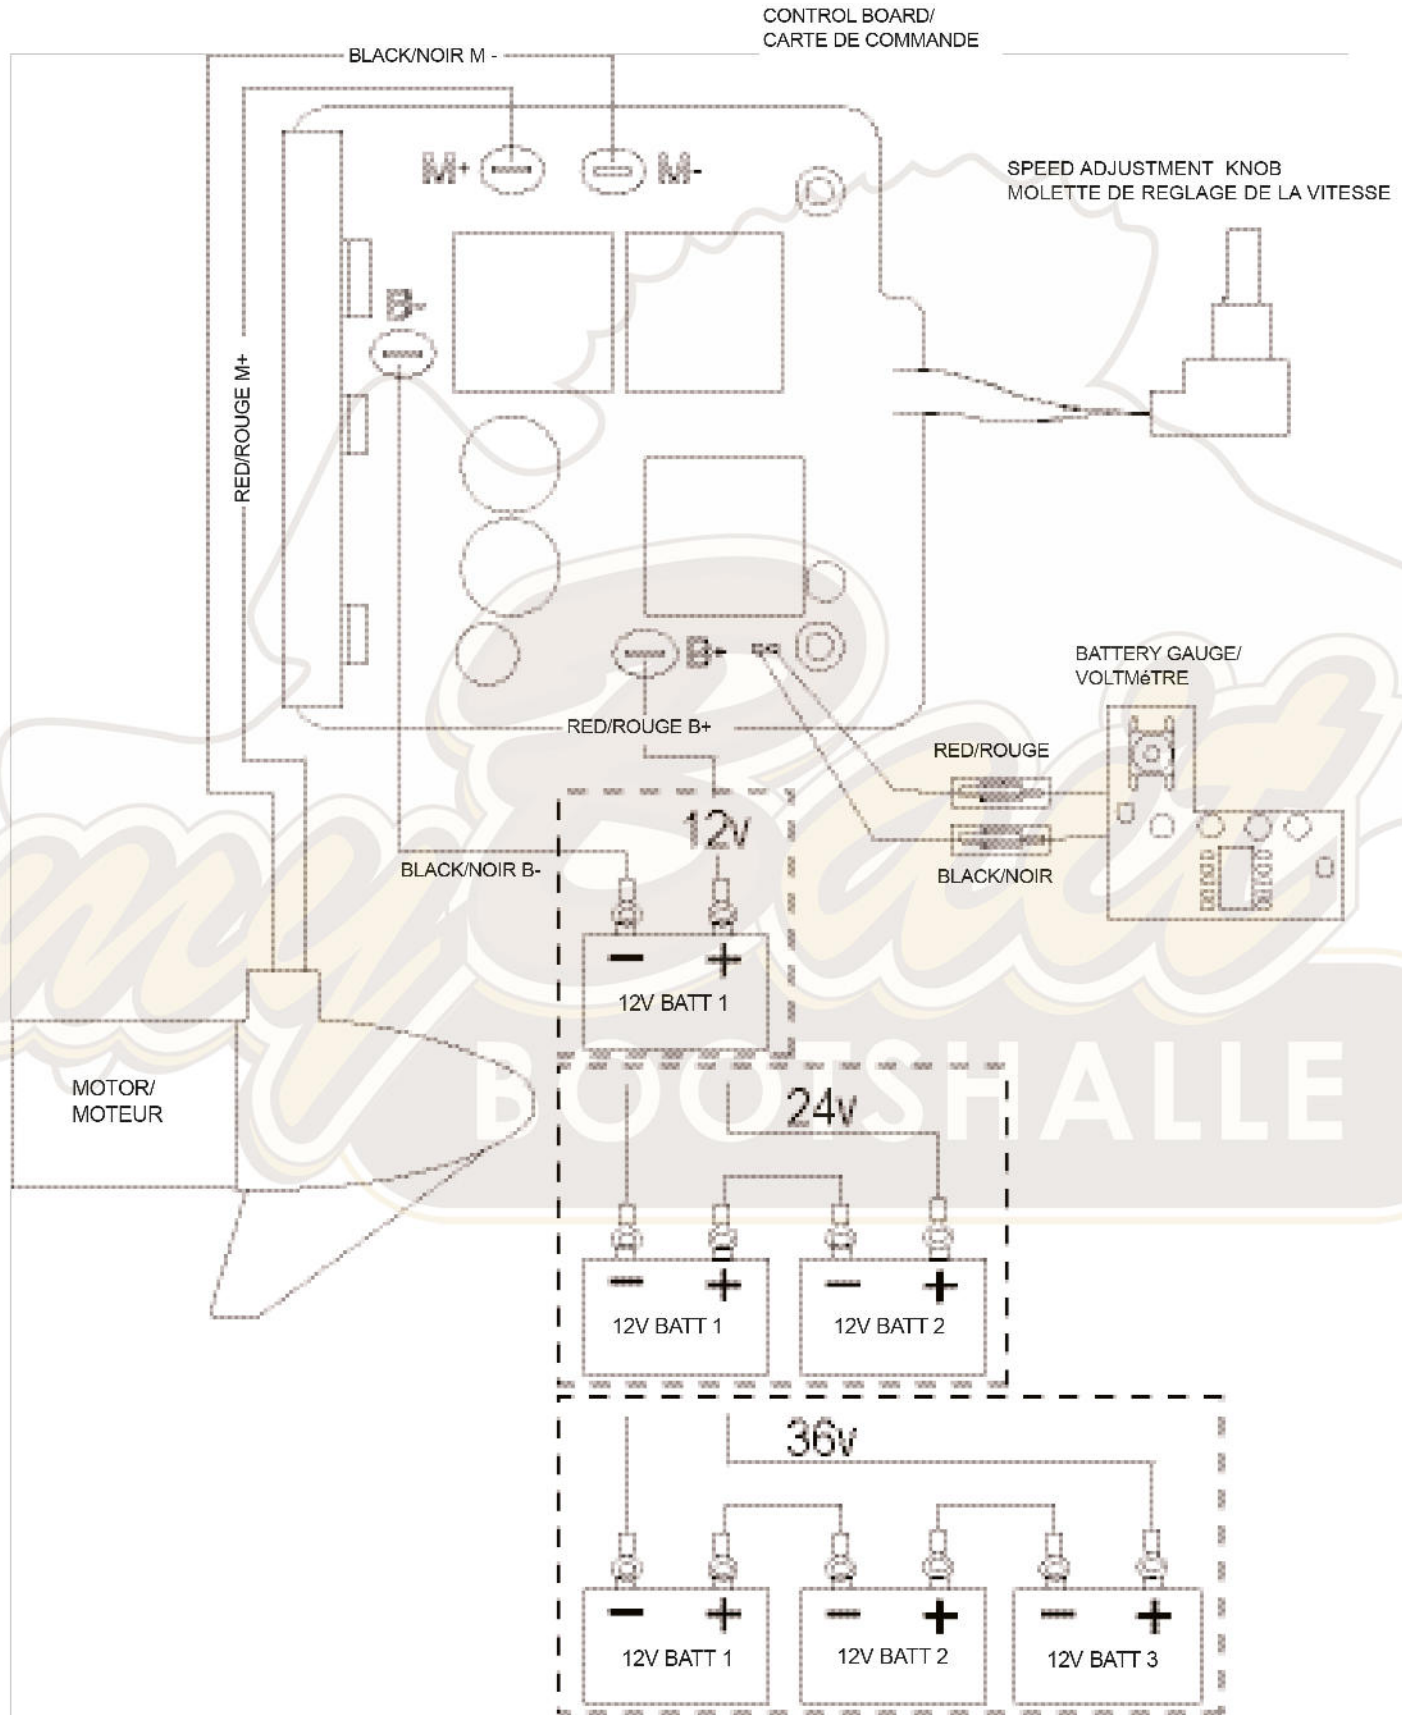 CONTROL BOARD/
CARTE DE COMMANDE
BLACK/NOIR M -
M+
M-
SPEED ADJUSTMENT KNOB
MOLETTE DE REGLAGE DE LA VITESSE
B-
RED/ROUGE M+
B+
BATTERY GAUGE/
VOLTMéTRE
RED/ROUGE B+
RED/ROUGE
12v
BLACK/NOIR B-
BLACK/NOIR
- +
12V BATT 1
my Boot
BOOTSHALLE
MOTOR/
MOTEUR
24v
- + - +
12V BATT 1 12V BATT 2
36v
- + - + - +
12V BATT 1 12V BATT 2 12V BATT 3